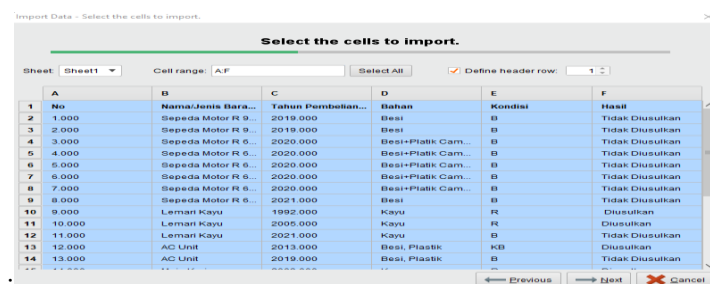 Import Data - Select the cells to import.
Select the cells to import.
Sheet: Sheet1 Cell range: A:F Select All Define header row: 1
A B C D E F
1 No Nama/Jenis Bara... Tahun Pembelian... Bahan Kondisi Hasil
2 1.000 Sepeda Motor R 9... 2019.000 Besi B Tidak Diusulkan
3 2.000 Sepeda Motor R 9... 2019.000 Besi B Tidak Diusulkan
4 3.000 Sepeda Motor R 6... 2020.000 Besi+Platik Cam... B Tidak Diusulkan
5 4.000 Sepeda Motor R 6... 2020.000 Besi+Platik Cam... B Tidak Diusulkan
6 5.000 Sepeda Motor R 6... 2020.000 Besi+Platik Cam... B Tidak Diusulkan
7 6.000 Sepeda Motor R 6... 2020.000 Besi+Platik Cam... B Tidak Diusulkan
8 7.000 Sepeda Motor R 6... 2020.000 Besi+Platik Cam... B Tidak Diusulkan
9 8.000 Sepeda Motor R 6... 2021.000 Besi B Tidak Diusulkan
10 9.000 Lemari Kayu 1992.000 Kayu R Diusulkan
11 10.000 Lemari Kayu 2005.000 Kayu R Diusulkan
12 11.000 Lemari Kayu 2021.000 Kayu B Tidak Diusulkan
13 12.000 AC Unit 2013.000 Besi, Plastik KB Diusulkan
14 13.000 AC Unit 2019.000 Besi, Plastik B Tidak Diusulkan
Previous Next Cancel